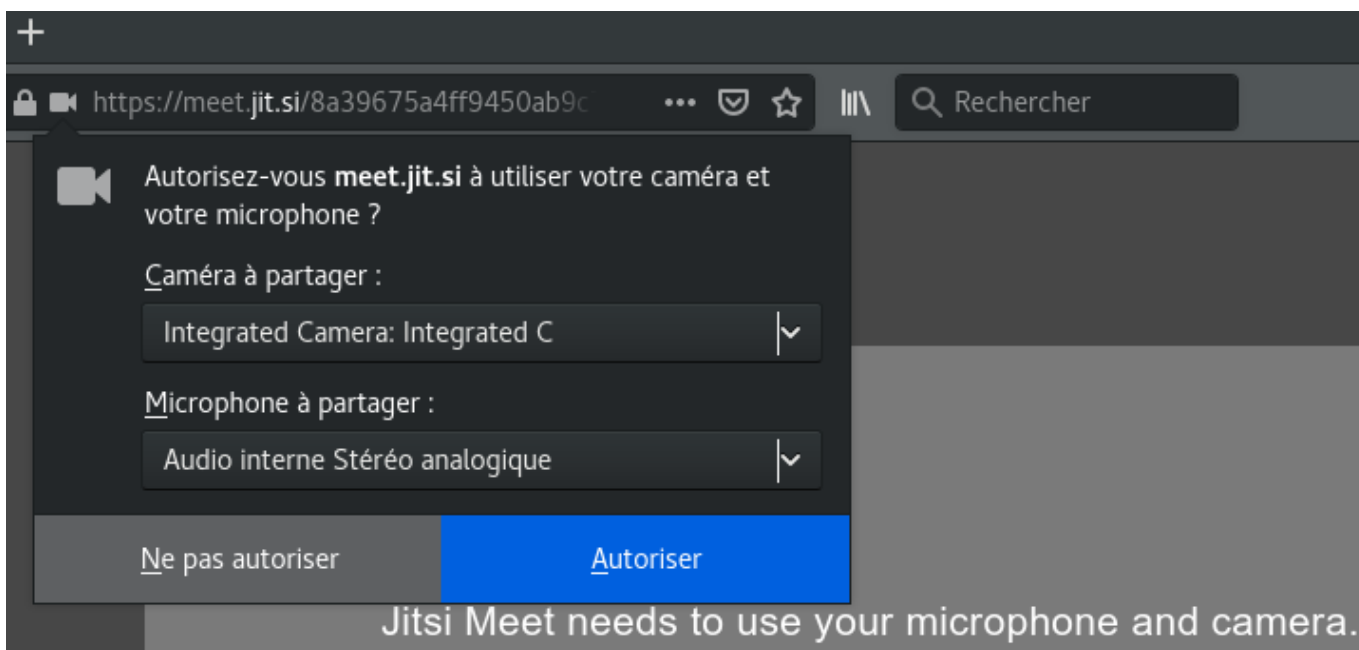 https://meet.jit.si/8a39675a4ff9450ab9c
Rechercher
Autorisez-vous meet.jit.si à utiliser votre caméra et
votre microphone ?
Caméra à partager :
Integrated Camera: Integrated C
Microphone à partager :
Audio interne Stéréo analogique
Ne pas autoriser
Autoriser
Jitsi Meet needs to use your microphone and camera.